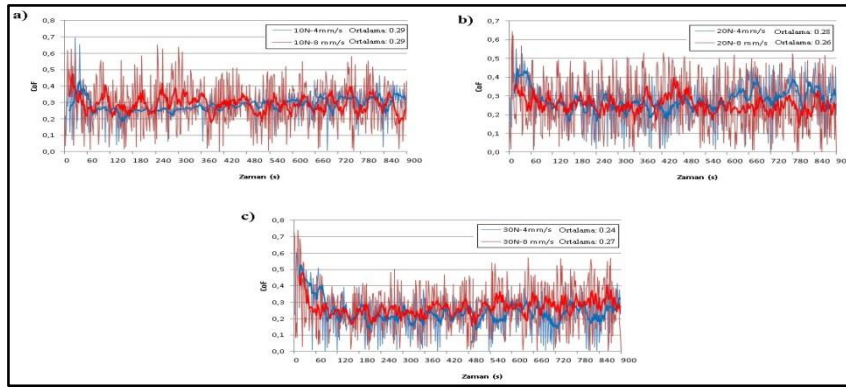 a)
0,8
0,7
0,6
0,5
0,4
0,3
0,2
0,1
0,0
CoF
10N-4mm/s Ortalama: 0.29
10N-8 mm/s Ortalama: 0.29
0 60 120 180 240 300 360 420 480 540 600 660 720 780 840 900
Zaman (s)
b)
0,7
0,6
0,5
0,4
0,3
0,2
0,1
0,0
CoF
20N-4mm/s Ortalama: 0.28
20N-8 mm/s Ortalama: 0.26
0 60 120 180 240 300 360 420 480 540 600 660 720 780 840 900
Zaman (s)
c)
0,8
0,7
0,6
0,5
0,4
0,3
0,2
0,1
0,0
CoF
30N-4mm/s Ortalama: 0.24
30N-8 mm/s Ortalama: 0.27
0 60 120 180 240 300 360 420 480 540 600 660 720 780 840 900
Zaman (s)